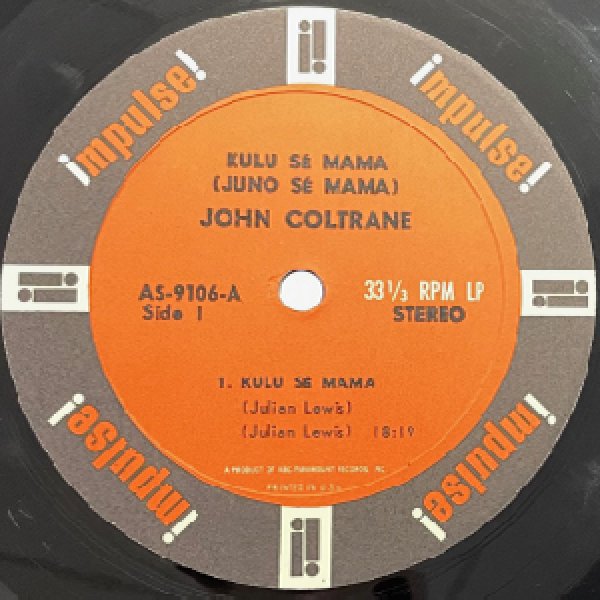 impulse!
impulse!
KULU SÉ MAMA
(JUNO SÉ MAMA)
JOHN COLTRANE
AS-9106-A
Side 1
33 1/3 RPM LP
STEREO
1. KULU SÉ MAMA
(Julian Lewis)
(Julian Lewis) 18:19
A PRODUCT OF ABC-PARAMOUNT RECORDS, INC.
PRINTED IN U.S.A.
impulse!
impulse!